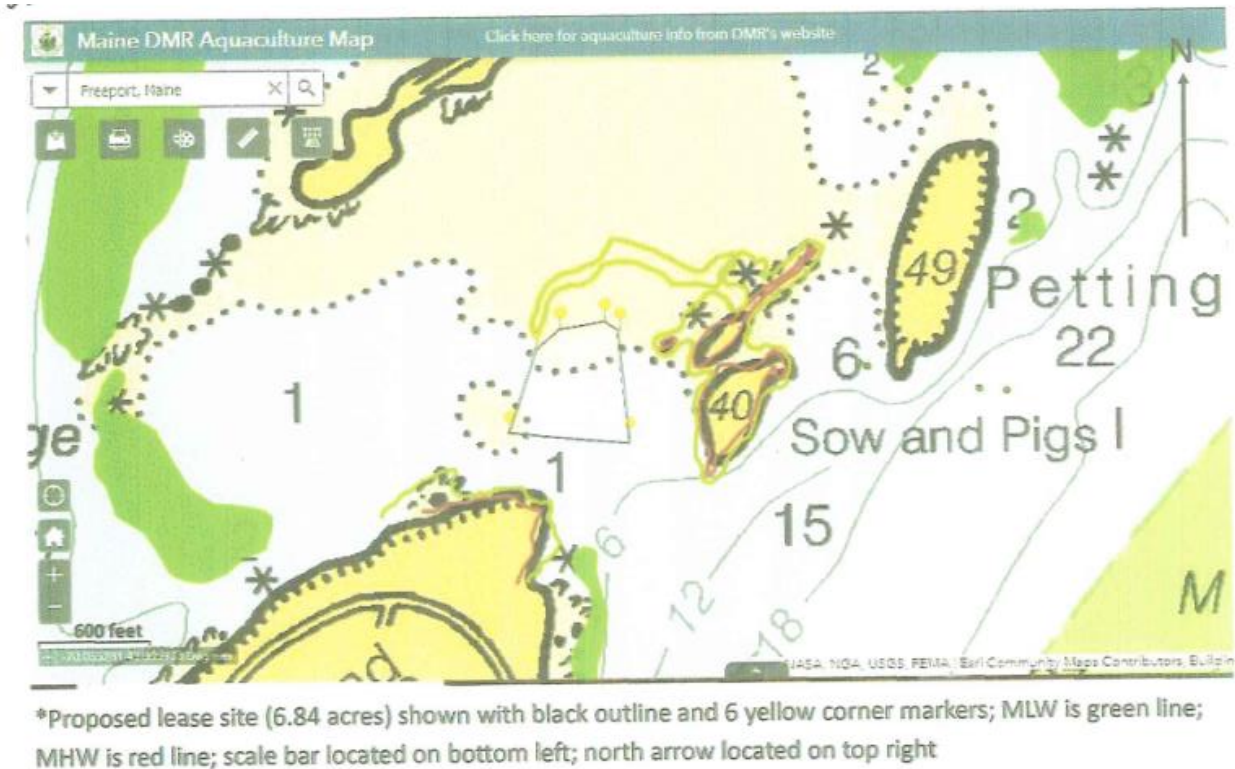 Maine DMR Aquaculture Map
Click here for aquaculture info from DMR's website
N
Freeport, Maine
2
3
2
49
Petting
22
6
40
1
Sow and Pigs I
ge
1
15
6
12
18
M
600 feet
nd
NASA, NGA, USGS, FEMA | Esri Community Maps Contributors, Buildin
*Proposed lease site (6.84 acres) shown with black outline and 6 yellow corner markers; MLW is green line;
MHW is red line; scale bar located on bottom left; north arrow located on top right